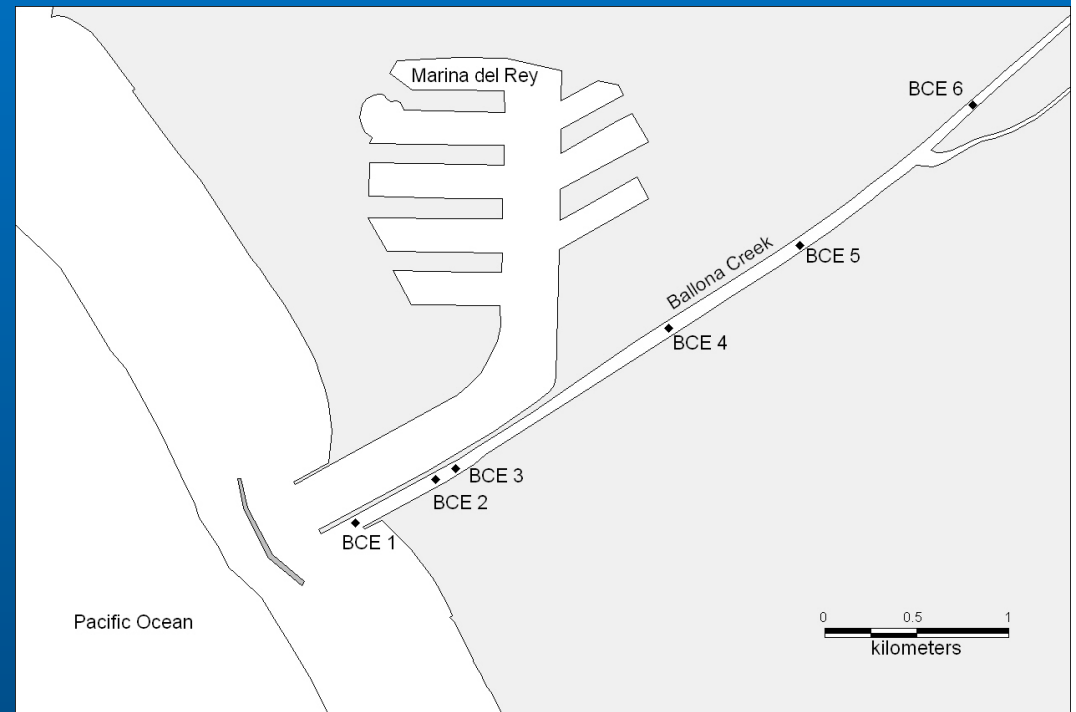 Marina del Rey
BCE 6
Ballona Creek
BCE 5
BCE 4
BCE 3
BCE 2
BCE 1
Pacific Ocean
0 0.5 1
kilometers